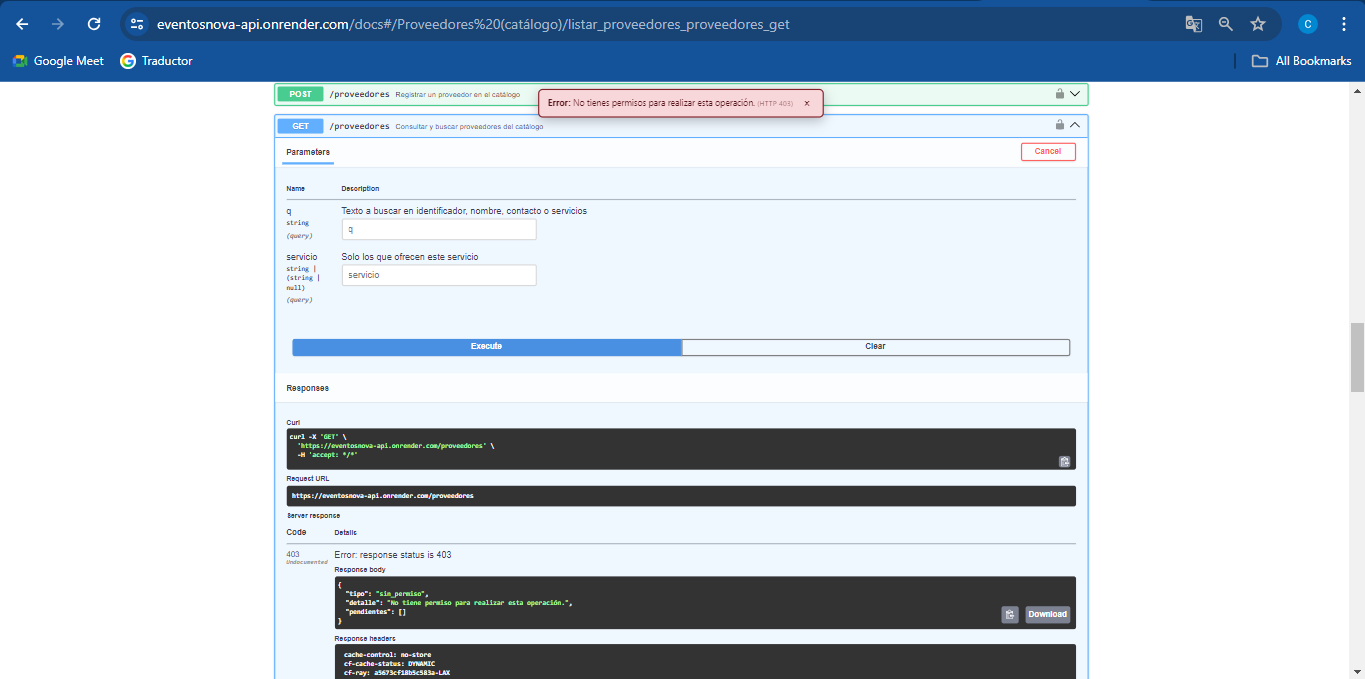 eventosnova-api.onrender.com/docs#/Proveedores%20(catálogo)/listar_proveedores_proveedores_get
C
Google Meet
Traductor
All Bookmarks
POST /proveedores Registrar un proveedor en el catálogo
Error: No tienes permisos para realizar esta operación. (HTTP 403) ×
GET /proveedores Consultar y buscar proveedores del catálogo
Parameters
Cancel
Name Description
q Texto a buscar en identificador, nombre, contacto o servicios
string
q
(query)
servicio Solo los que ofrecen este servicio
string |
(string |
servicio
null)
(query)
Execute
Clear
Responses
Curl
curl -X 'GET' \
'https://eventosnova-api.onrender.com/proveedores' \
-H 'accept: */*'
Request URL
https://eventosnova-api.onrender.com/proveedores
Server response
Code Details
403 Error: response status is 403
Undocumented
Response body
{
"tipo": "sin_permiso",
"detalle": "No tiene permiso para realizar esta operación.",
"pendientes": []
}
Download
Response headers
cache-control: no-store
cf-cache-status: DYNAMIC
cf-ray: a5673cf18b5c583a-LAX